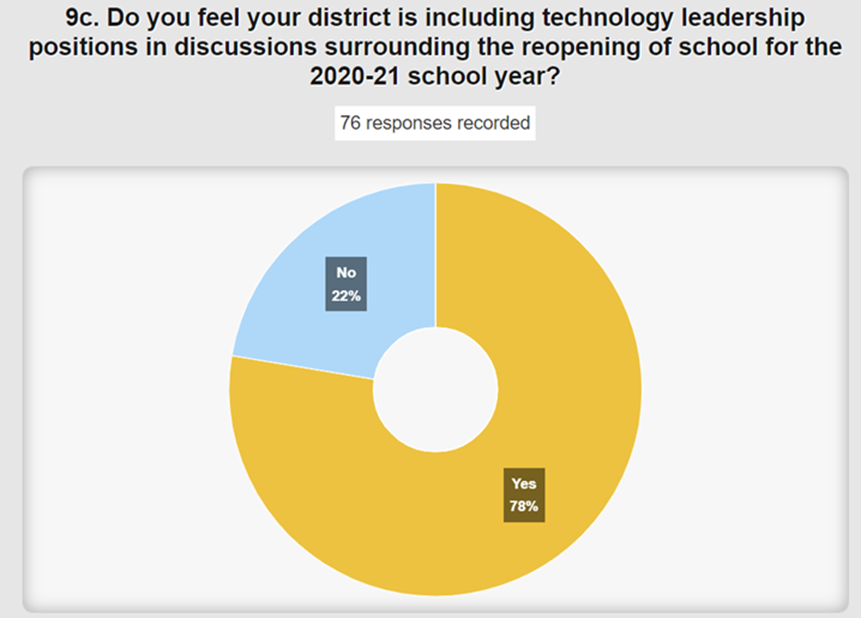 9c. Do you feel your district is including technology leadership
positions in discussions surrounding the reopening of school for the
2020-21 school year?
76 responses recorded
No
22%
Yes
78%